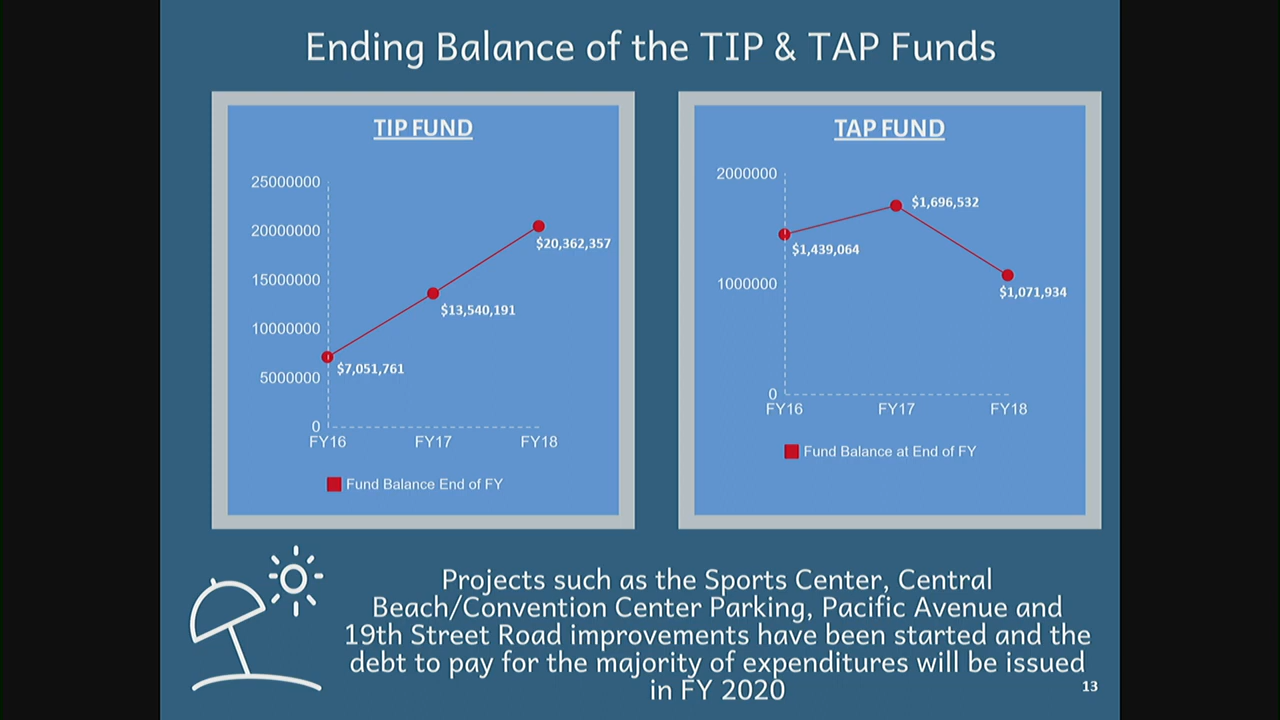 Ending Balance of the TIP & TAP Funds
TIP FUND
25000000
20000000
15000000
10000000
5000000
0
$7,051,761
$13,540,191
$20,362,357
FY16 FY17 FY18
Fund Balance End of FY
TAP FUND
2000000
1000000
0
$1,439,064
$1,696,532
$1,071,934
FY16 FY17 FY18
Fund Balance at End of FY
Projects such as the Sports Center, Central
Beach/Convention Center Parking, Pacific Avenue and
19th Street Road improvements have been started and the
debt to pay for the majority of expenditures will be issued
in FY 2020
13